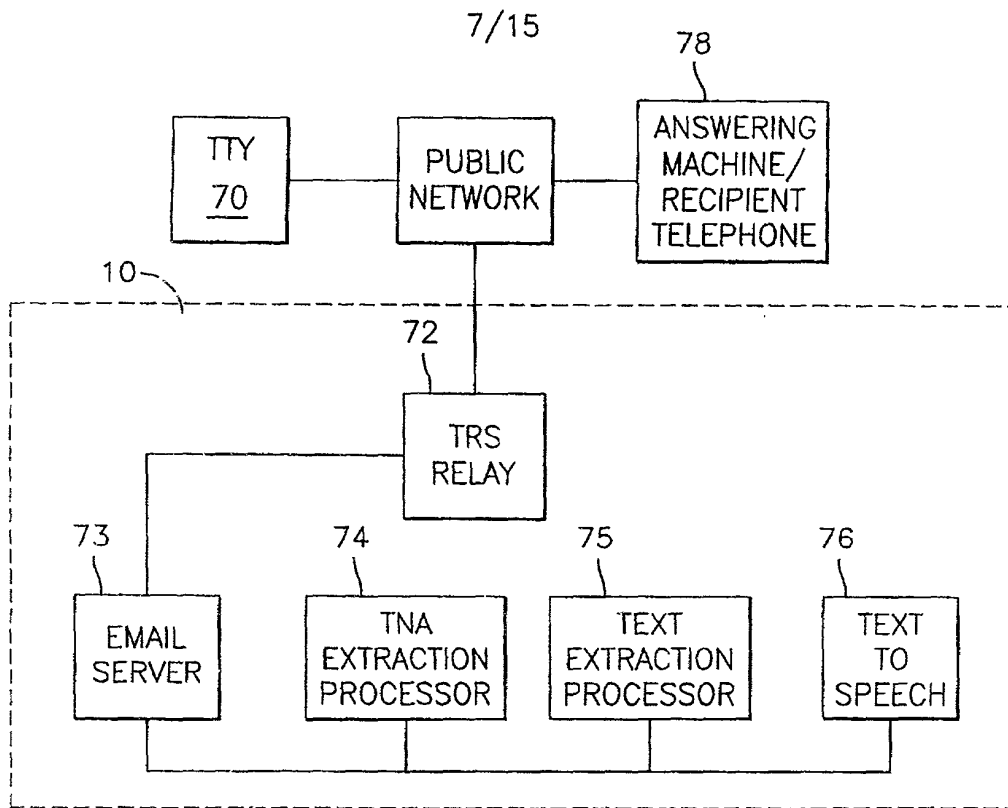 7/15
78
TTY
70
PUBLIC
NETWORK
ANSWERING
MACHINE/
RECIPIENT
TELEPHONE
10
72
TRS
RELAY
73
EMAIL
SERVER
74
TNA
EXTRACTION
PROCESSOR
75
TEXT
EXTRACTION
PROCESSOR
76
TEXT
TO
SPEECH